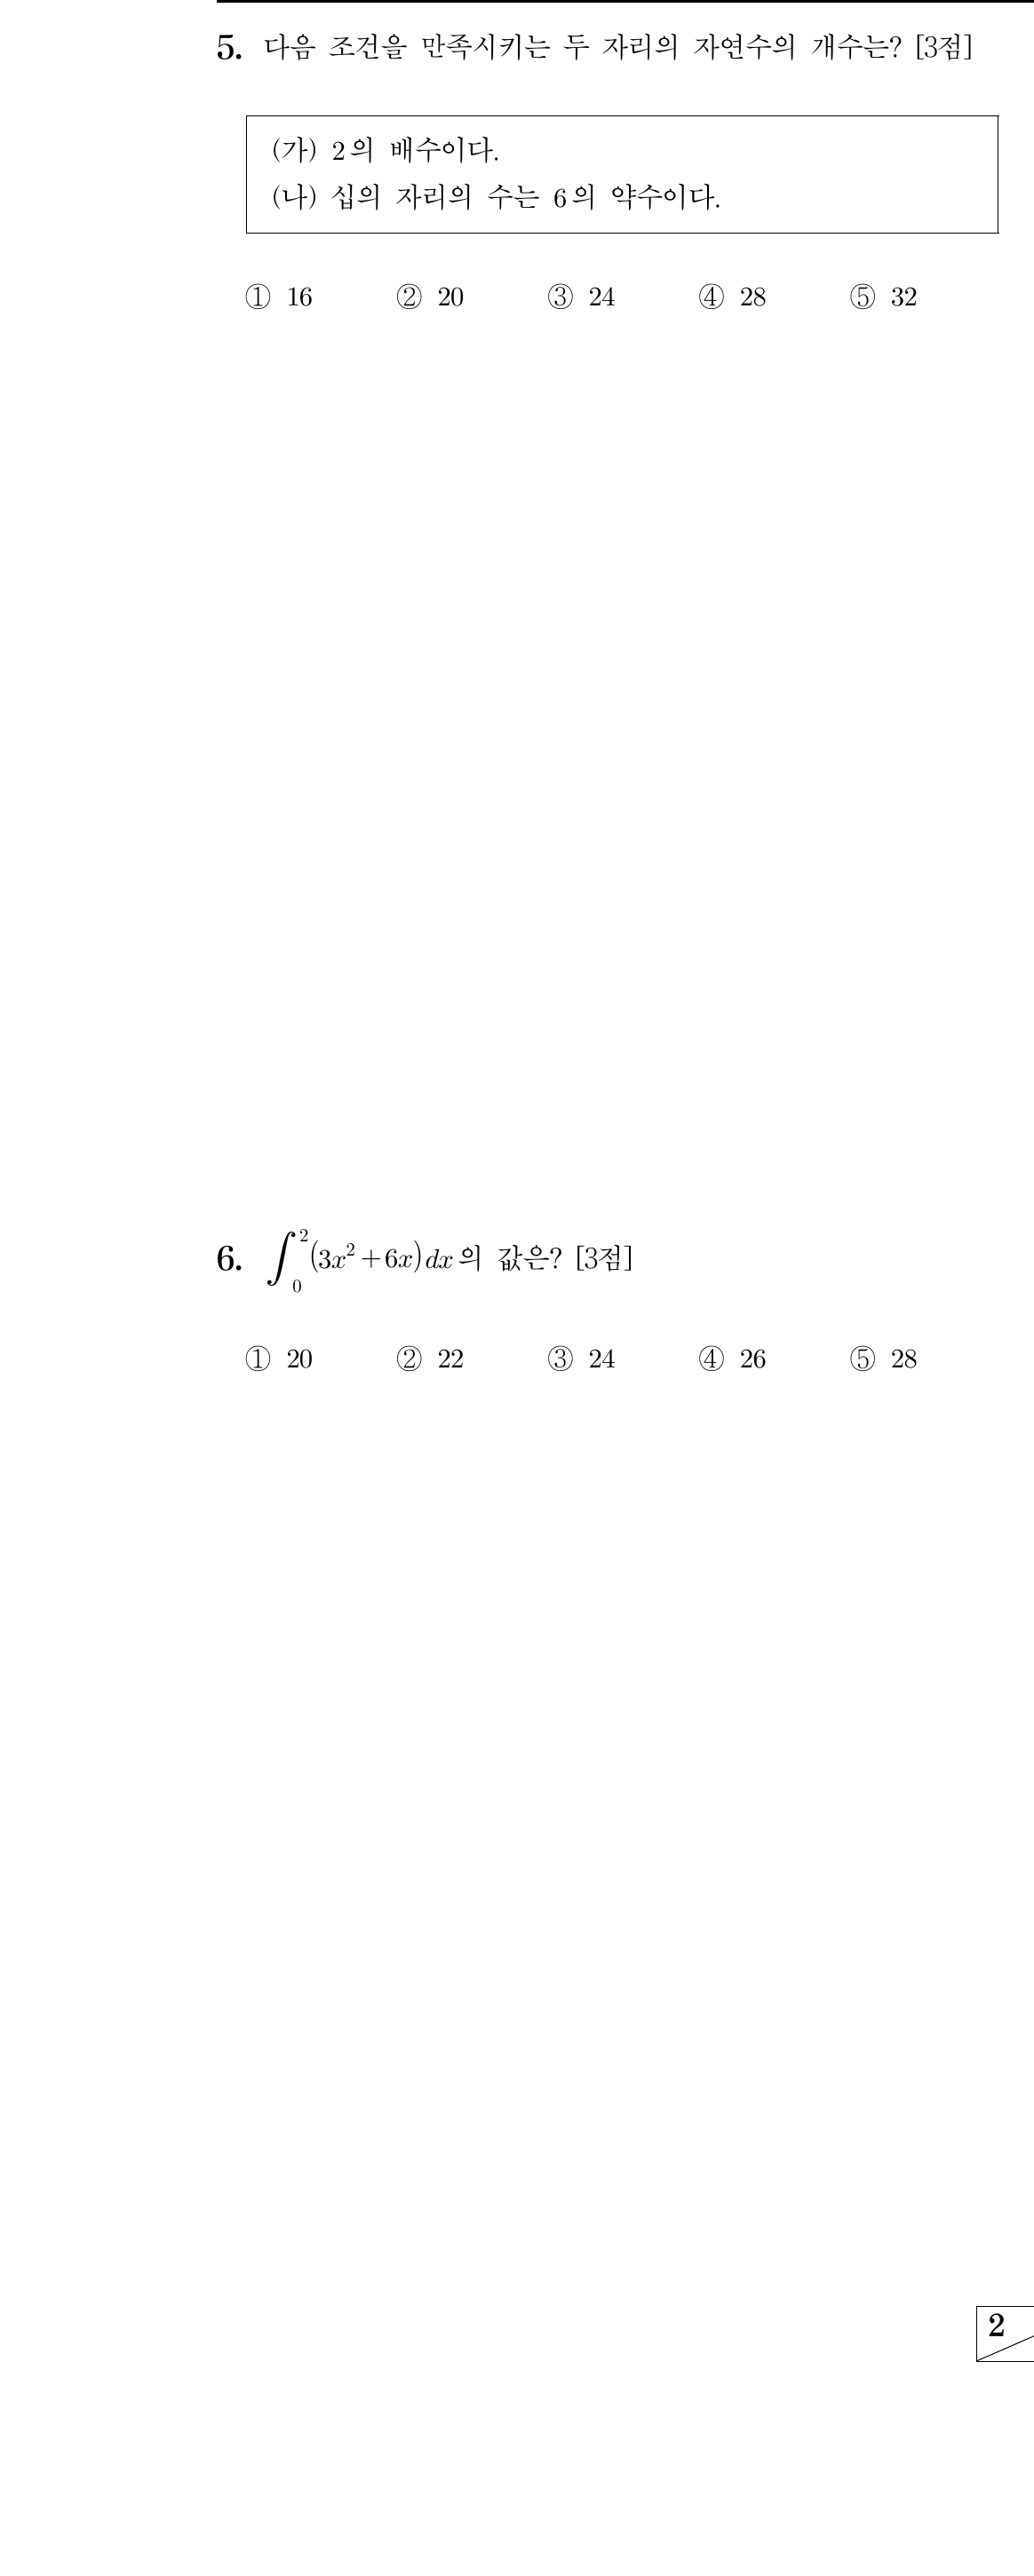 5. 다음 조건을 만족시키는 두 자리의 자연수의 개수는? [3점]
(가) 2의 배수이다.
(나) 십의 자리의 수는 6의 약수이다.
① 16 ② 20 ③ 24 ④ 28 ⑤ 32
6. ∫₀² (3x² + 6x) dx 의 값은? [3점]
① 20 ② 22 ③ 24 ④ 26 ⑤ 28
2